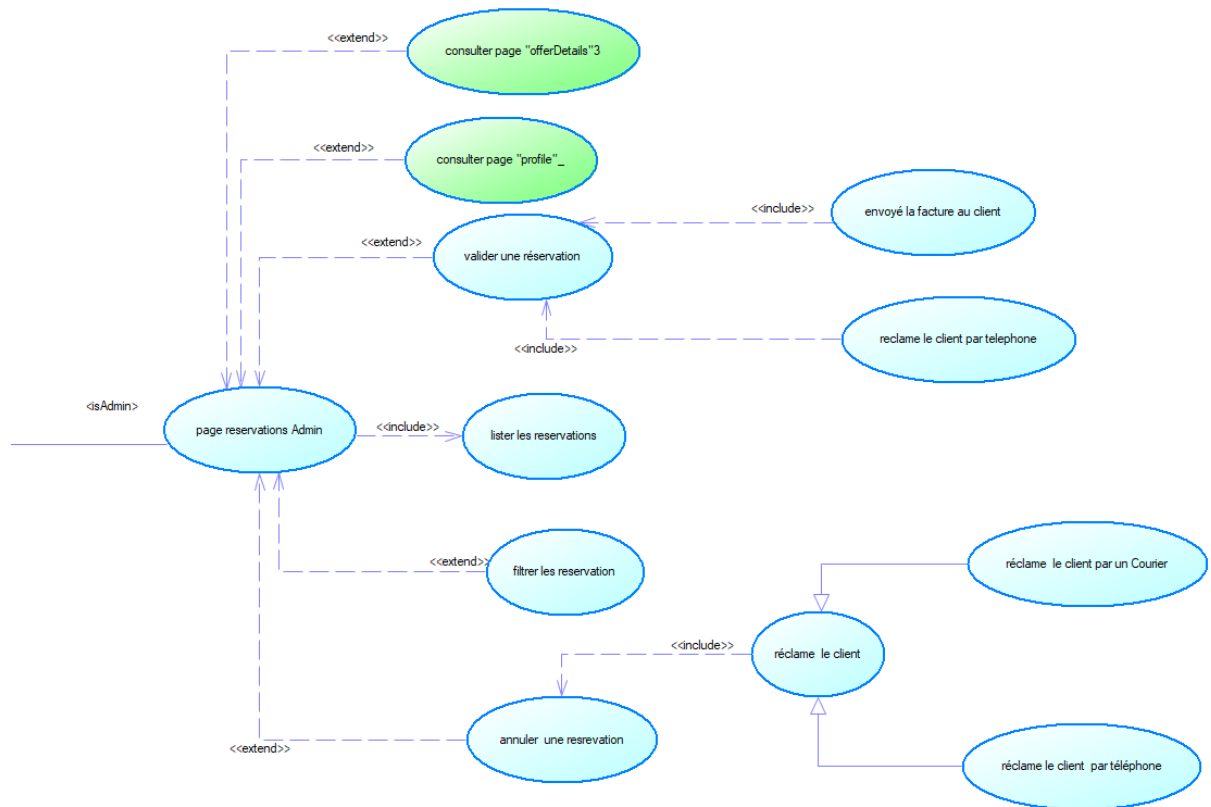 <<extend>>
consulter page "offerDetails"3
<<extend>>
consulter page "profile"_
<<include>>
envoyé la facture au client
<<extend>>
valider une réservation
<<include>>
reclame le client par telephone
<isAdmin>
page reservations Admin
<<include>>
lister les reservations
<<extend>>
filtrer les reservation
réclame  le client par un Courier
<<include>>
réclame  le client
<<extend>>
annuler  une resrevation
réclame le client  par téléphone